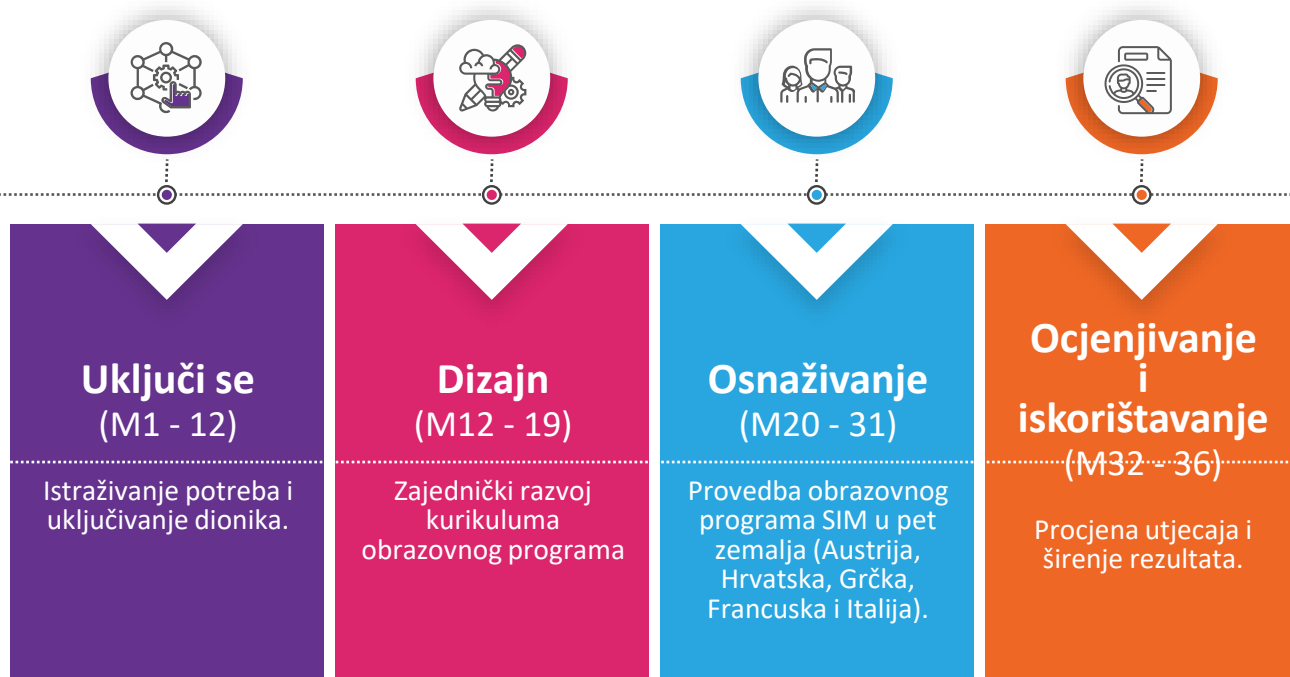 Uključi se
(M1 - 12)
Istraživanje potreba i
uključivanje dionika.
Dizajn
(M12 - 19)
Zajednički razvoj
kurikuluma
obrazovnog programa
Osnaživanje
(M20 - 31)
Provedba obrazovnog
programa SIM u pet
zemalja (Austrija,
Hrvatska, Grčka,
Francuska i Italija).
Ocjenjivanje
i
iskorištavanje
(M32 - 36)
Procjena utjecaja i
širenje rezultata.